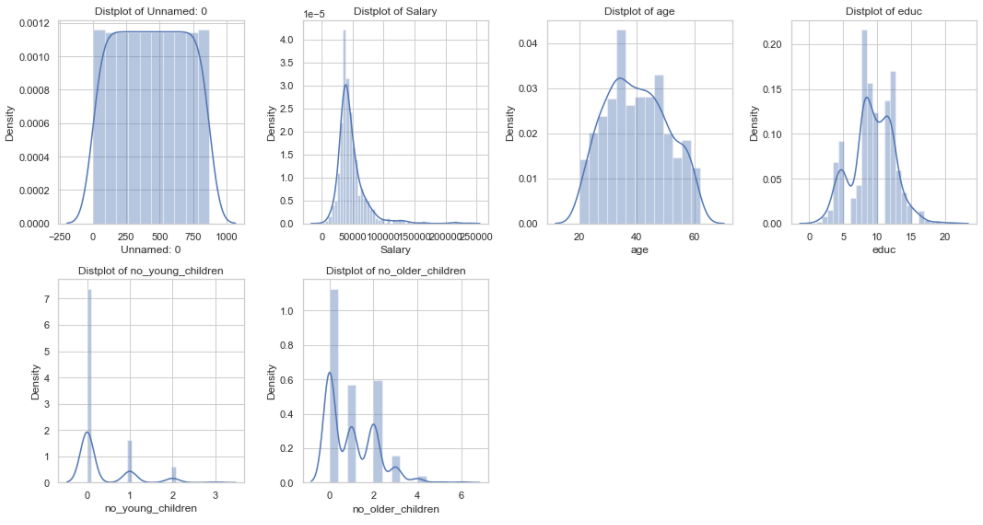 Distplot of Unnamed: 0
0.0012
0.0010
0.0008
0.0006
0.0004
0.0002
0.0000
Density
-250 0 250 500 750 1000
Unnamed: 0
Distplot of Salary
1e-5
4.0
3.5
3.0
2.5
2.0
1.5
1.0
0.5
0.0
Density
0 50000 100000 150000 200000 250000
Salary
Distplot of age
0.04
0.03
0.02
0.01
0.00
Density
20 40 60
age
Distplot of educ
0.20
0.15
0.10
0.05
0.00
Density
0 5 10 15 20
educ
Distplot of no_young_children
7
6
5
4
3
2
1
0
Density
0 1 2 3
no_young_children
Distplot of no_older_children
1.0
0.8
0.6
0.4
0.2
0.0
Density
0 2 4 6
no_older_children